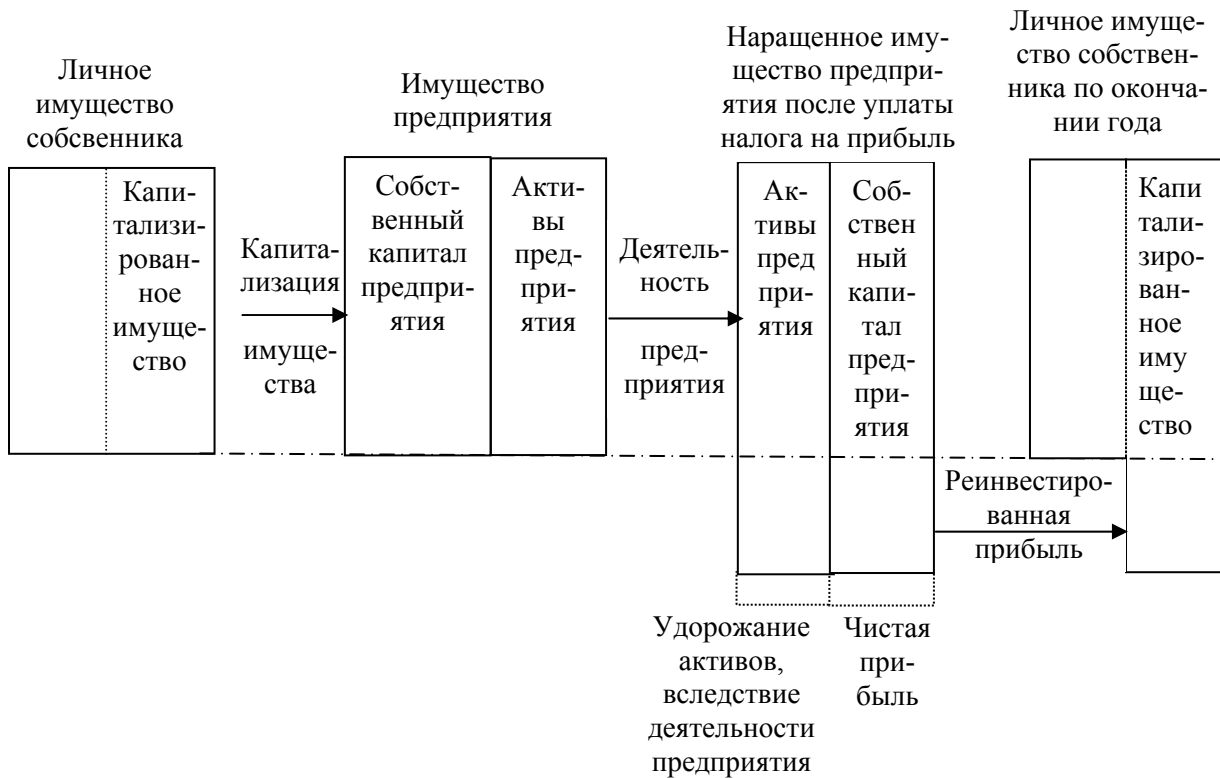 Личное
имущество
собсвенника
Капи-
тализи-
рован-
ное
имуще-
ство
Капита-
лизация
имуще-
ства
Имущество
предприятия
Собст-
венный
капитал
предпри-
ятия
Акти-
вы
пред-
при-
ятия
Деятель-
ность
пред-
приятия
Наращенное иму-
щество предпри-
ятия после уплаты
налога на прибыль
Ак-
тивы
пред
при-
ятия
Соб-
ствен
ный
капи-
тал
пред-
при-
ятия
Удорожание
активов,
вследствие
деятельности
предприятия
Чистая
при-
быль
Реинвестиро-
ванная
прибыль
Личное имуще-
ство собствен-
ника по оконча-
нии года
Капи
тали-
зиро-
ван-
ное
иму
ще-
ство